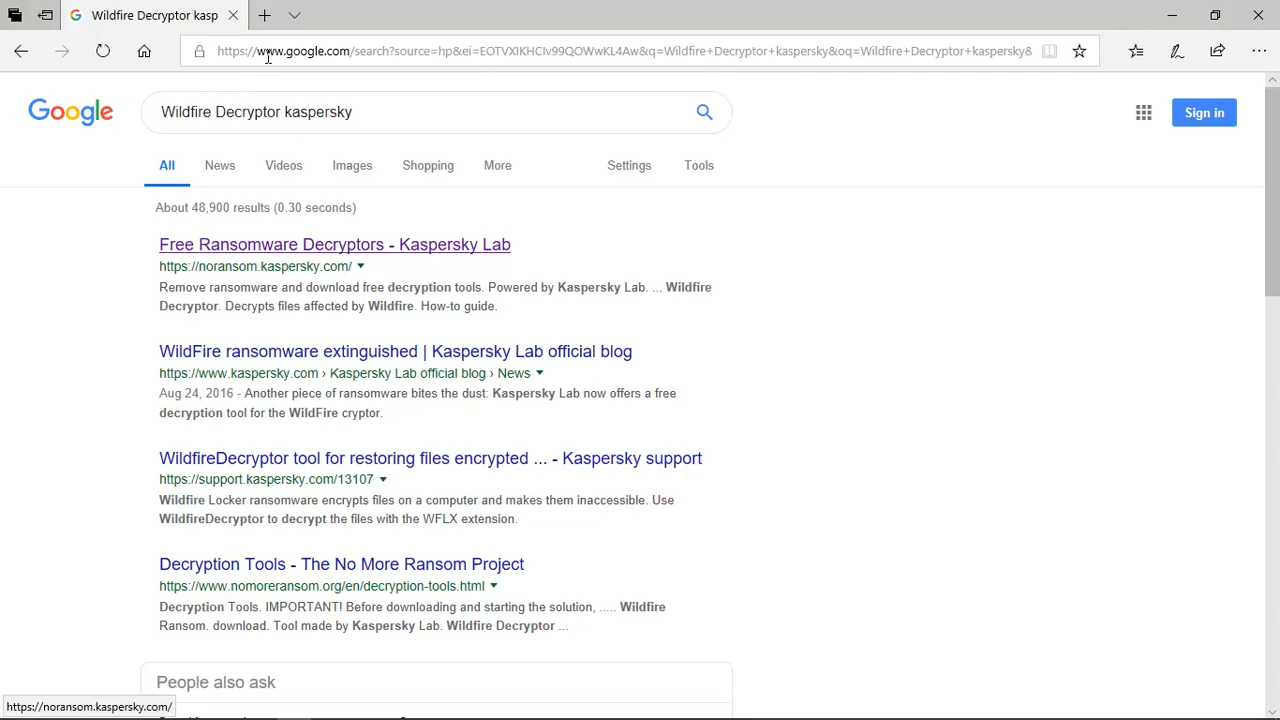 Wildfire Decryptor kasp
https://www.google.com/search?source=hp&ei=EOTVXIKHCIv99QOWwKL4Aw&q=Wildfire+Decryptor+kaspersky&oq=Wildfire+Decryptor+kaspersky&
Google
Wildfire Decryptor kaspersky
Sign in
All News Videos Images Shopping More Settings Tools
About 48,900 results (0.30 seconds)
Free Ransomware Decryptors - Kaspersky Lab
https://noransom.kaspersky.com/
Remove ransomware and download free decryption tools. Powered by Kaspersky Lab. ... Wildfire
Decryptor. Decrypts files affected by Wildfire. How-to guide.
WildFire ransomware extinguished | Kaspersky Lab official blog
https://www.kaspersky.com › Kaspersky Lab official blog › News
Aug 24, 2016 - Another piece of ransomware bites the dust: Kaspersky Lab now offers a free
decryption tool for the WildFire cryptor.
WildfireDecryptor tool for restoring files encrypted ... - Kaspersky support
https://support.kaspersky.com/13107
Wildfire Locker ransomware encrypts files on a computer and makes them inaccessible. Use
WildfireDecryptor to decrypt the files with the WFLX extension.
Decryption Tools - The No More Ransom Project
https://www.nomoreransom.org/en/decryption-tools.html
Decryption Tools. IMPORTANT! Before downloading and starting the solution, ..... Wildfire
Ransom. download. Tool made by Kaspersky Lab. Wildfire Decryptor ...
People also ask
https://noransom.kaspersky.com/